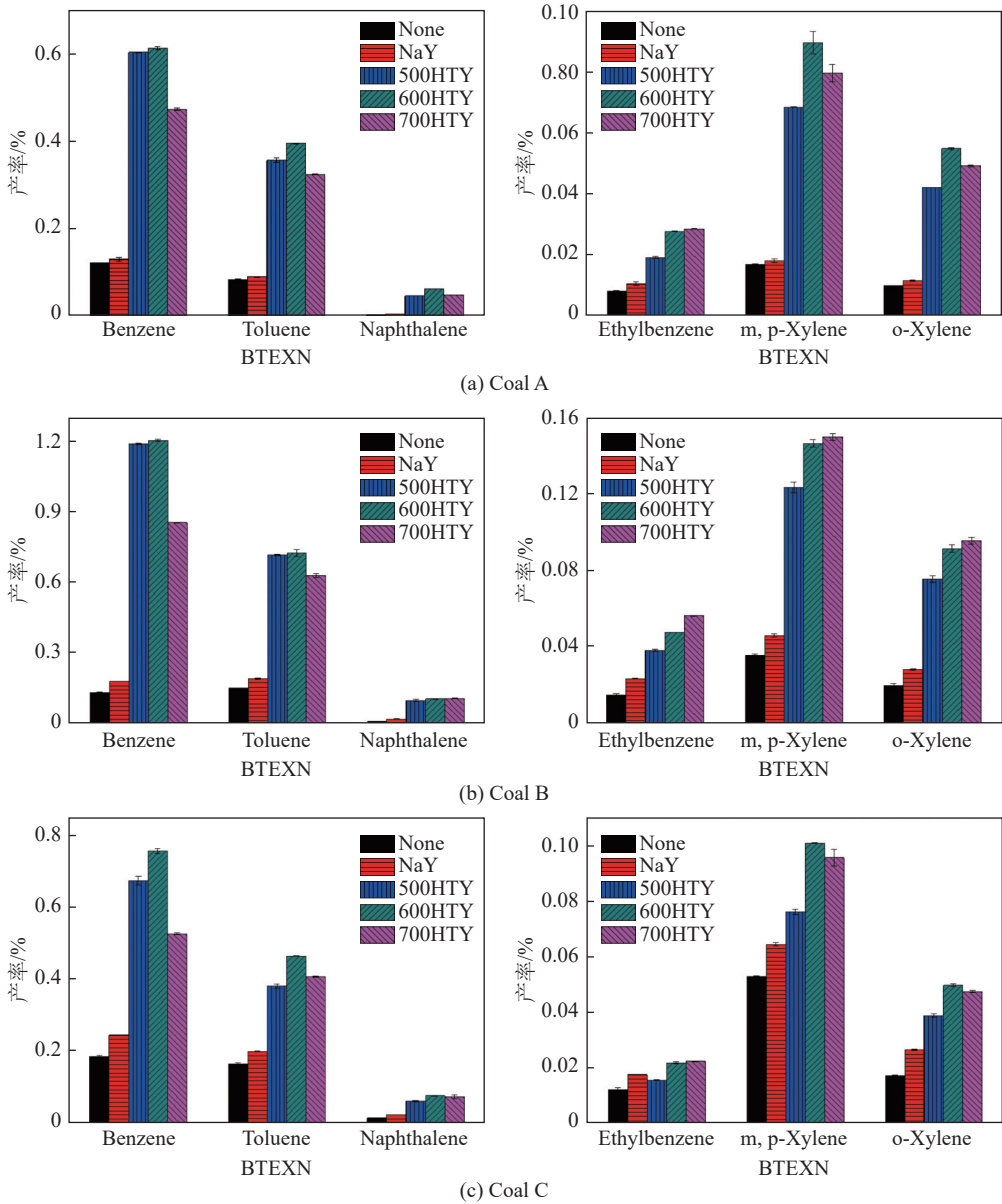 0.6
0.4
0.2
0
产率/%
None
NaY
500HTY
600HTY
700HTY
Benzene
Toluene
Naphthalene
BTEXN
0.10
0.80
0.06
0.04
0.02
0
产率/%
None
NaY
500HTY
600HTY
700HTY
Ethylbenzene
m, p-Xylene
o-Xylene
BTEXN
(a) Coal A
1.2
0.9
0.6
0.3
0
产率/%
None
NaY
500HTY
600HTY
700HTY
Benzene
Toluene
Naphthalene
BTEXN
0.16
0.12
0.08
0.04
0
产率/%
None
NaY
500HTY
600HTY
700HTY
Ethylbenzene
m, p-Xylene
o-Xylene
BTEXN
(b) Coal B
0.8
0.6
0.4
0.2
0
产率/%
None
NaY
500HTY
600HTY
700HTY
Benzene
Toluene
Naphthalene
BTEXN
0.10
0.08
0.06
0.04
0.02
0
产率/%
None
NaY
500HTY
600HTY
700HTY
Ethylbenzene
m, p-Xylene
o-Xylene
BTEXN
(c) Coal C